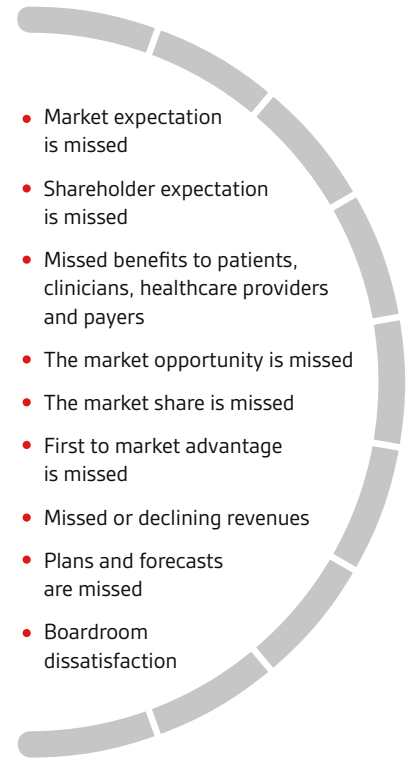 • Market expectation
is missed
• Shareholder expectation
is missed
• Missed benefits to patients,
clinicians, healthcare providers
and payers
• The market opportunity is missed
• The market share is missed
• First to market advantage
is missed
• Missed or declining revenues
• Plans and forecasts
are missed
• Boardroom
dissatisfaction